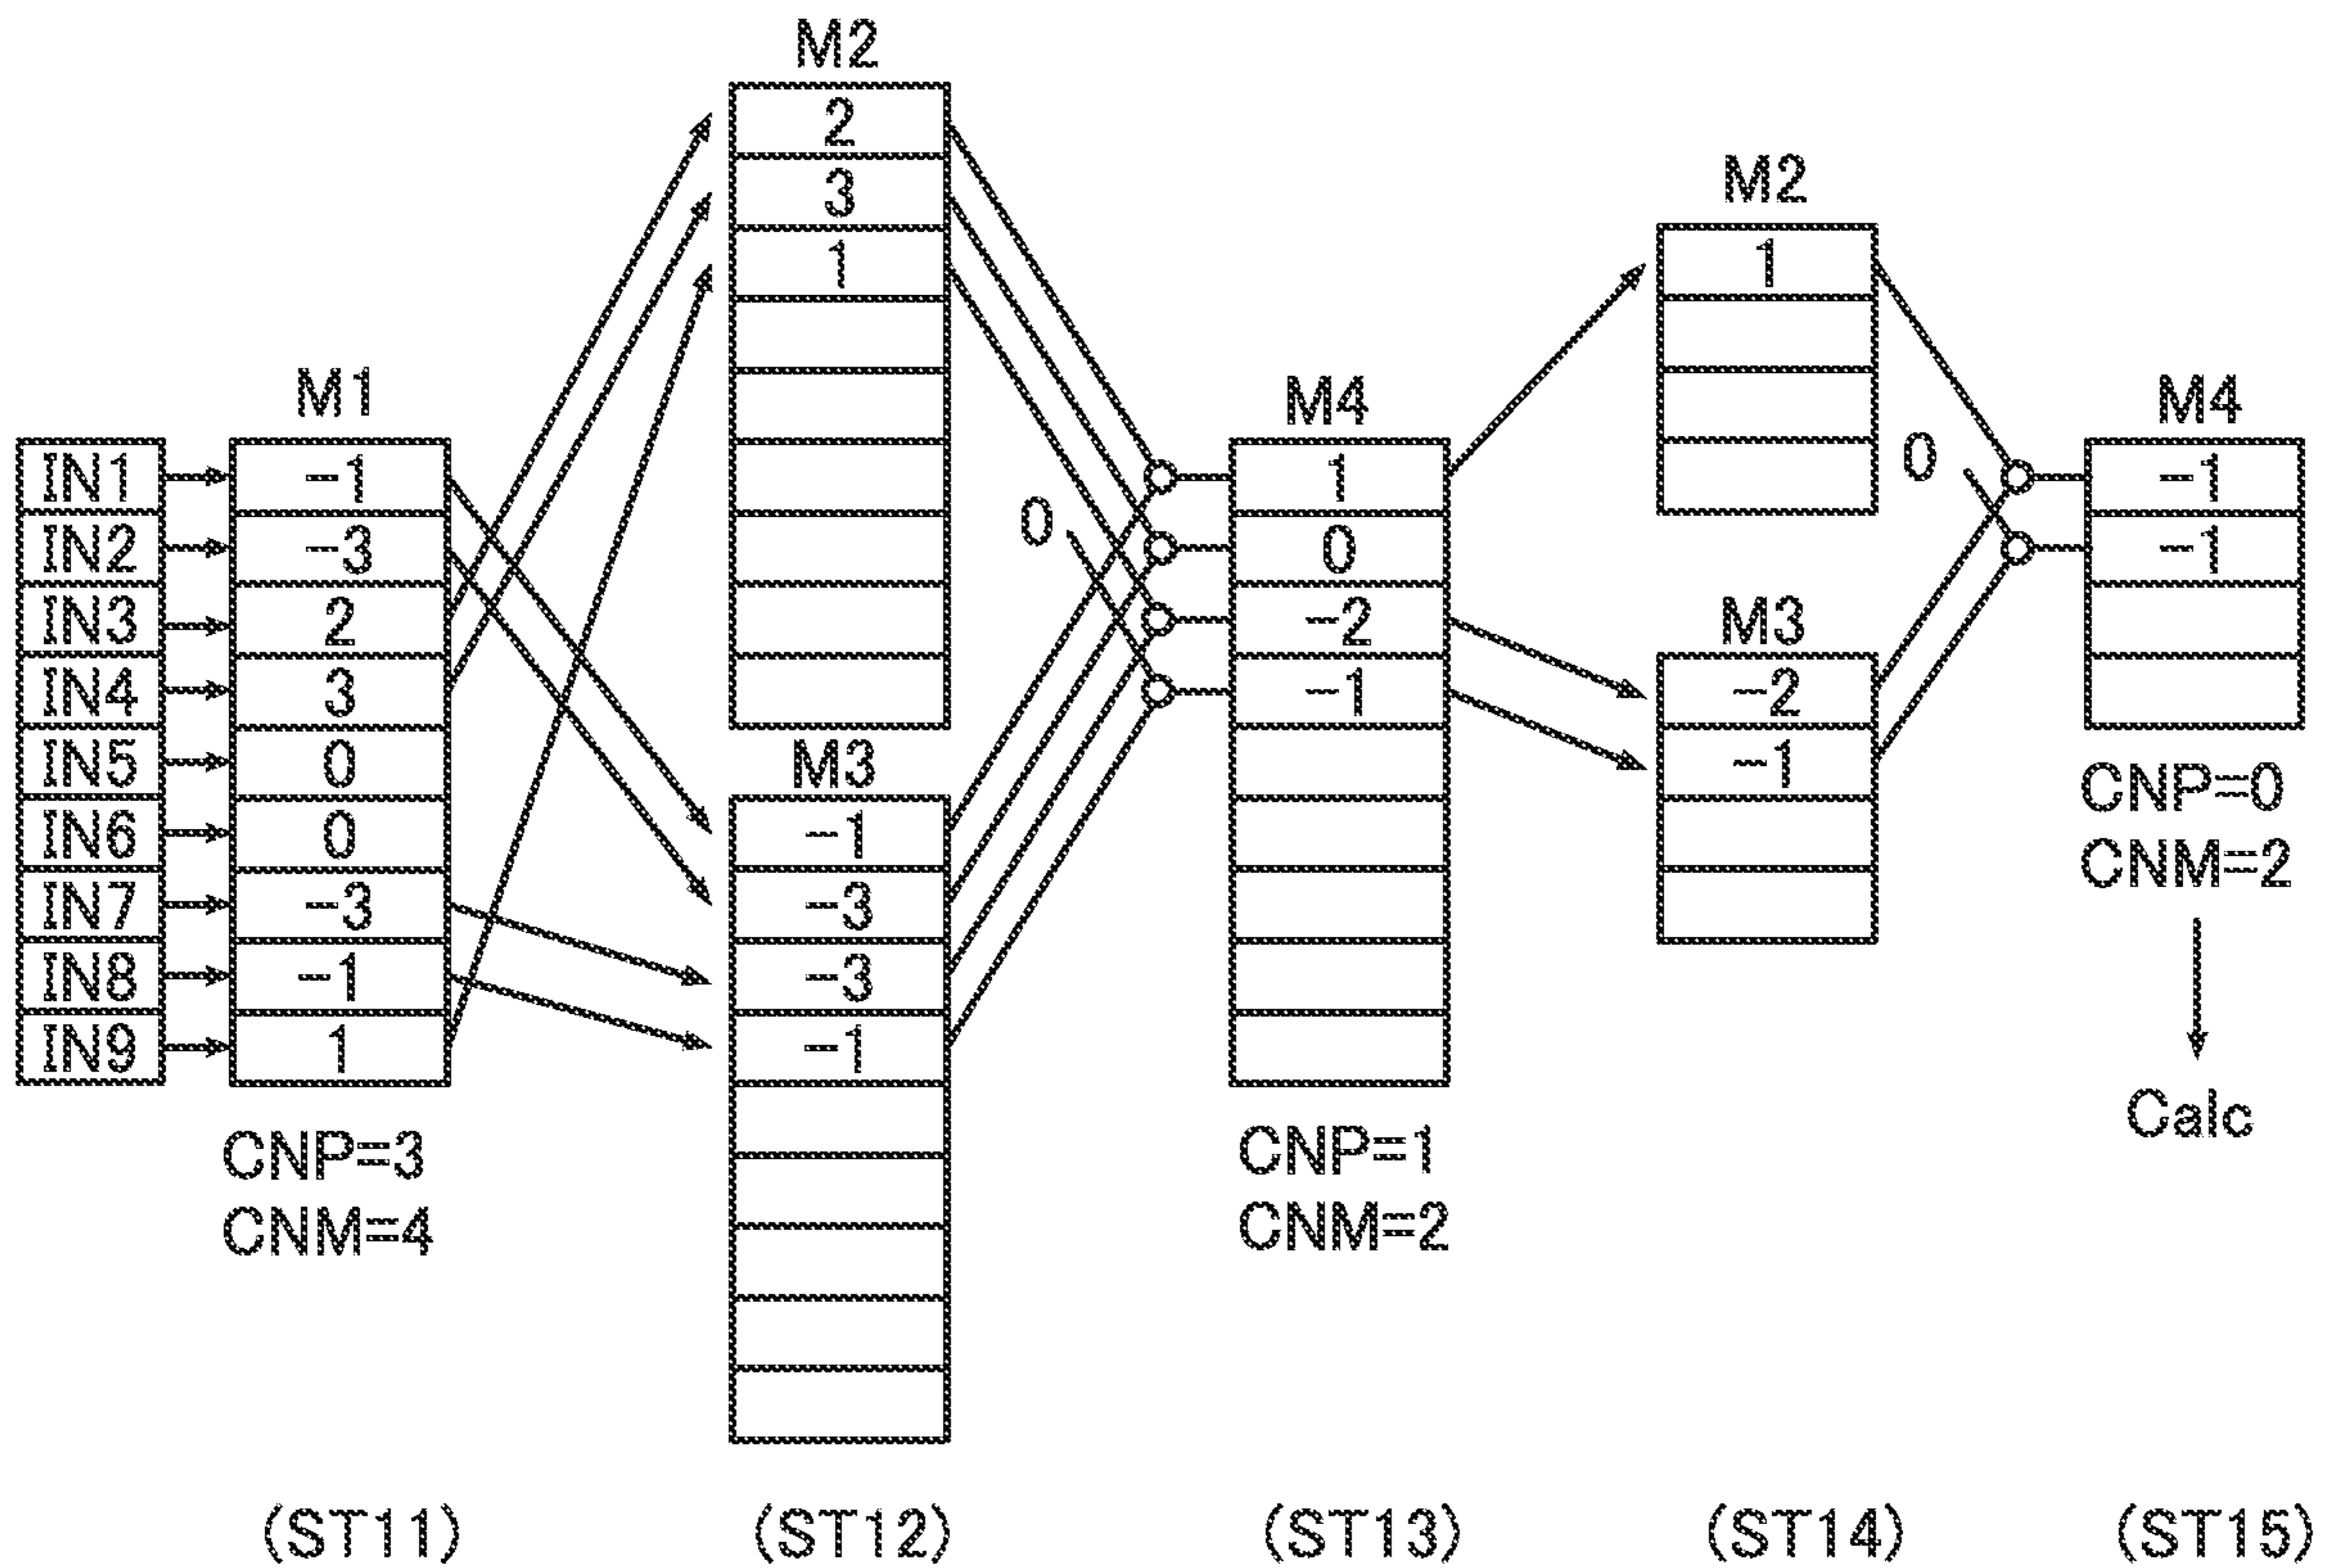 M2
2
3
1
M2
1
M1
M4
M4
IN1
-1
1
0
-1
IN2
-3
0
0
-1
IN3
2
-2
M3
IN4
3
-1
-2
IN5
0
M3
-1
CNP=0
IN6
0
-1
CNM=2
IN7
-3
-3
IN8
-1
-3
IN9
1
-1
Calc
CNP=3
CNM=4
CNP=1
CNM=2
(ST11)
(ST12)
(ST13)
(ST14)
(ST15)